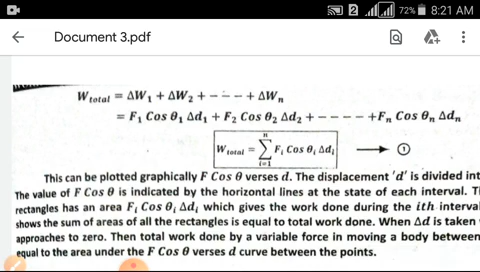 2 72% 8:21 AM
Document 3.pdf
W_total = ΔW₁ + ΔW₂ + − − − + ΔWₙ
= F₁ Cos θ₁ Δd₁ + F₂ Cos θ₂ Δd₂ + − − − − +Fₙ Cos θₙ Δdₙ
W_total = ∑ⁿᵢ₌₁ Fᵢ Cos θᵢ Δdᵢ → ①
This can be plotted graphically F Cos θ verses d. The displacement 'd' is divided int
The value of F Cos θ is indicated by the horizontal lines at the state of each interval. T
rectangles has an area Fᵢ Cos θᵢ Δdᵢ which gives the work done during the ith interva
shows the sum of areas of all the rectangles is equal to total work done. When Δd is taken
approaches to zero. Then total work done by a variable force in moving a body between
equal to the area under the F Cos θ verses d curve between the points.